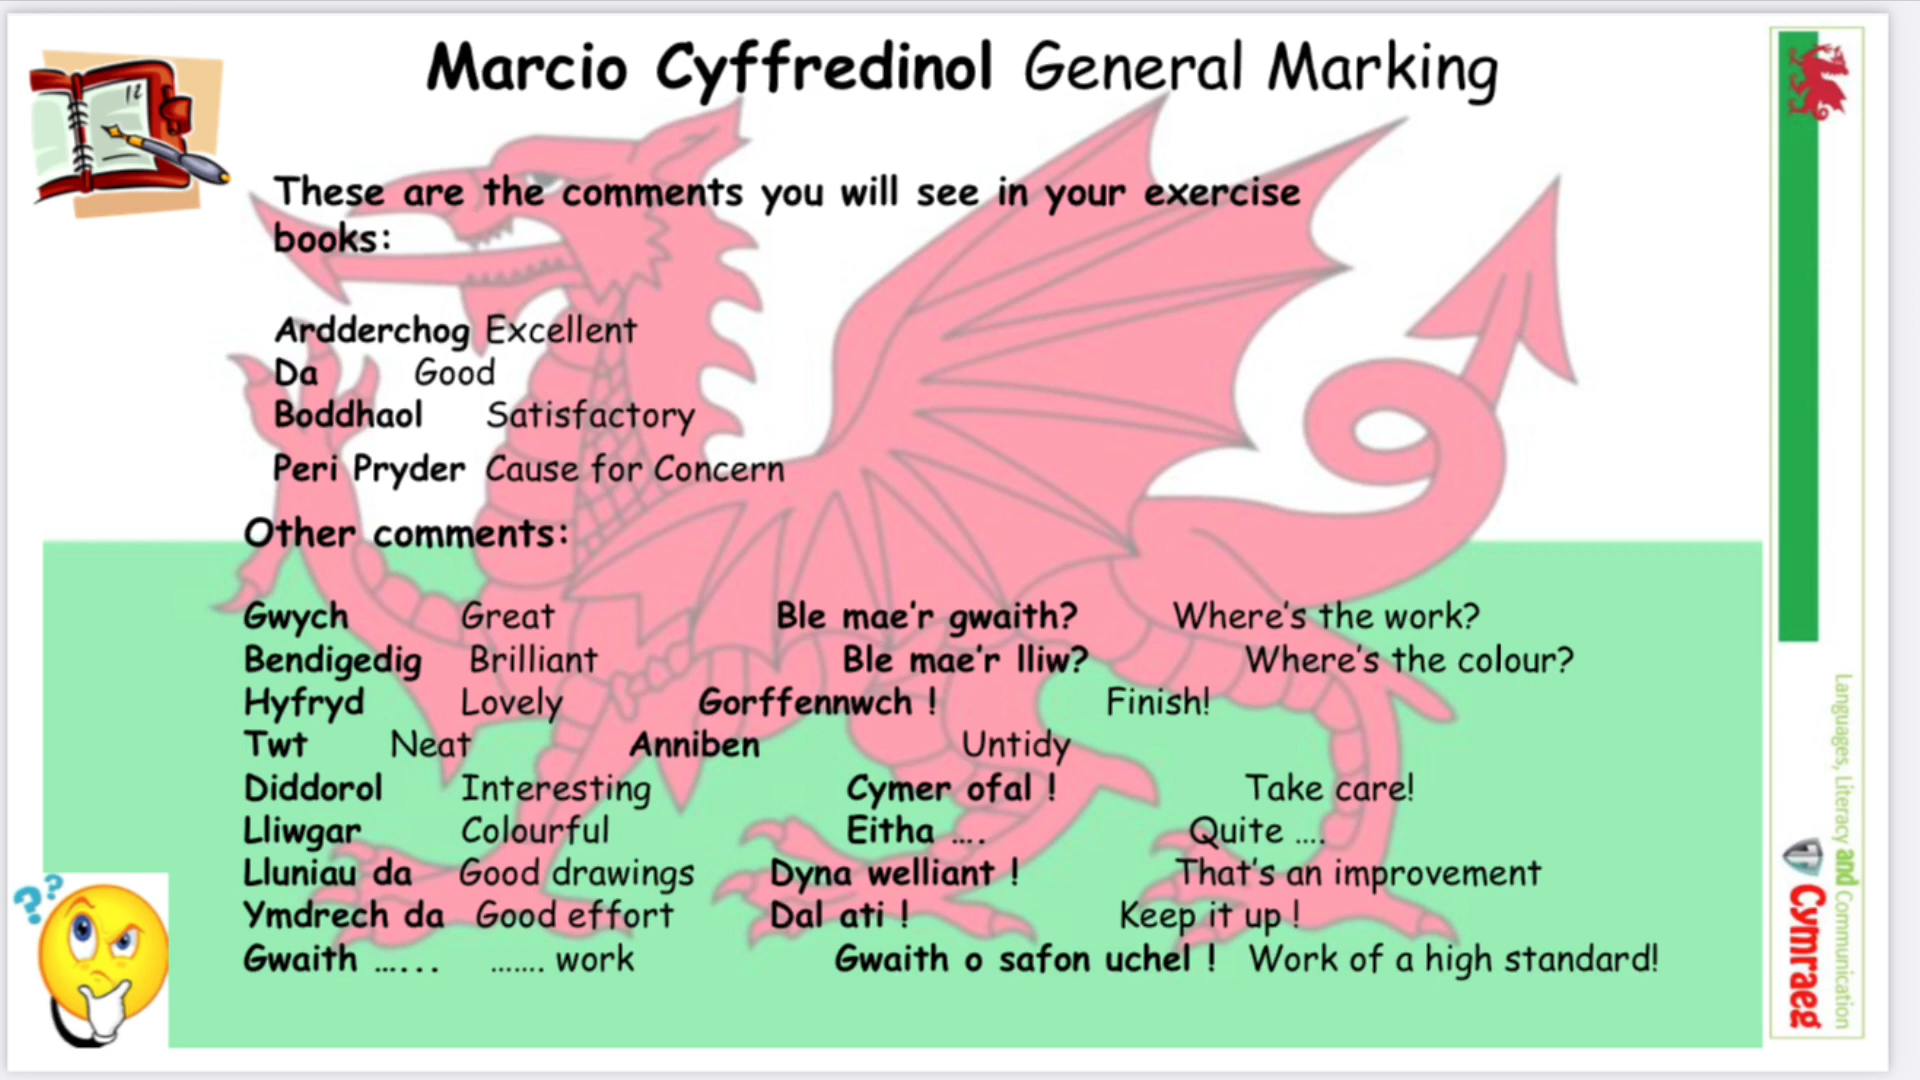 Marcio Cyffredinol General Marking
These are the comments you will see in your exercise
books:
Ardderchog Excellent
Da Good
Boddhaol Satisfactory
Peri Pryder Cause for Concern
Other comments:
Gwych Great Ble mae'r gwaith? Where's the work?
Bendigedig Brilliant Ble mae'r lliw? Where's the colour?
Hyfryd Lovely Gorffennwch ! Finish!
Twt Neat Anniben Untidy
Diddorol Interesting Cymer ofal ! Take care!
Lliwgar Colourful Eitha .... Quite ....
Lluniau da Good drawings Dyna welliant ! That's an improvement
Ymdrech da Good effort Dal ati ! Keep it up !
Gwaith ...... ....... work Gwaith o safon uchel ! Work of a high standard!
12
??
Languages, Literacy and Communication
Cymraeg